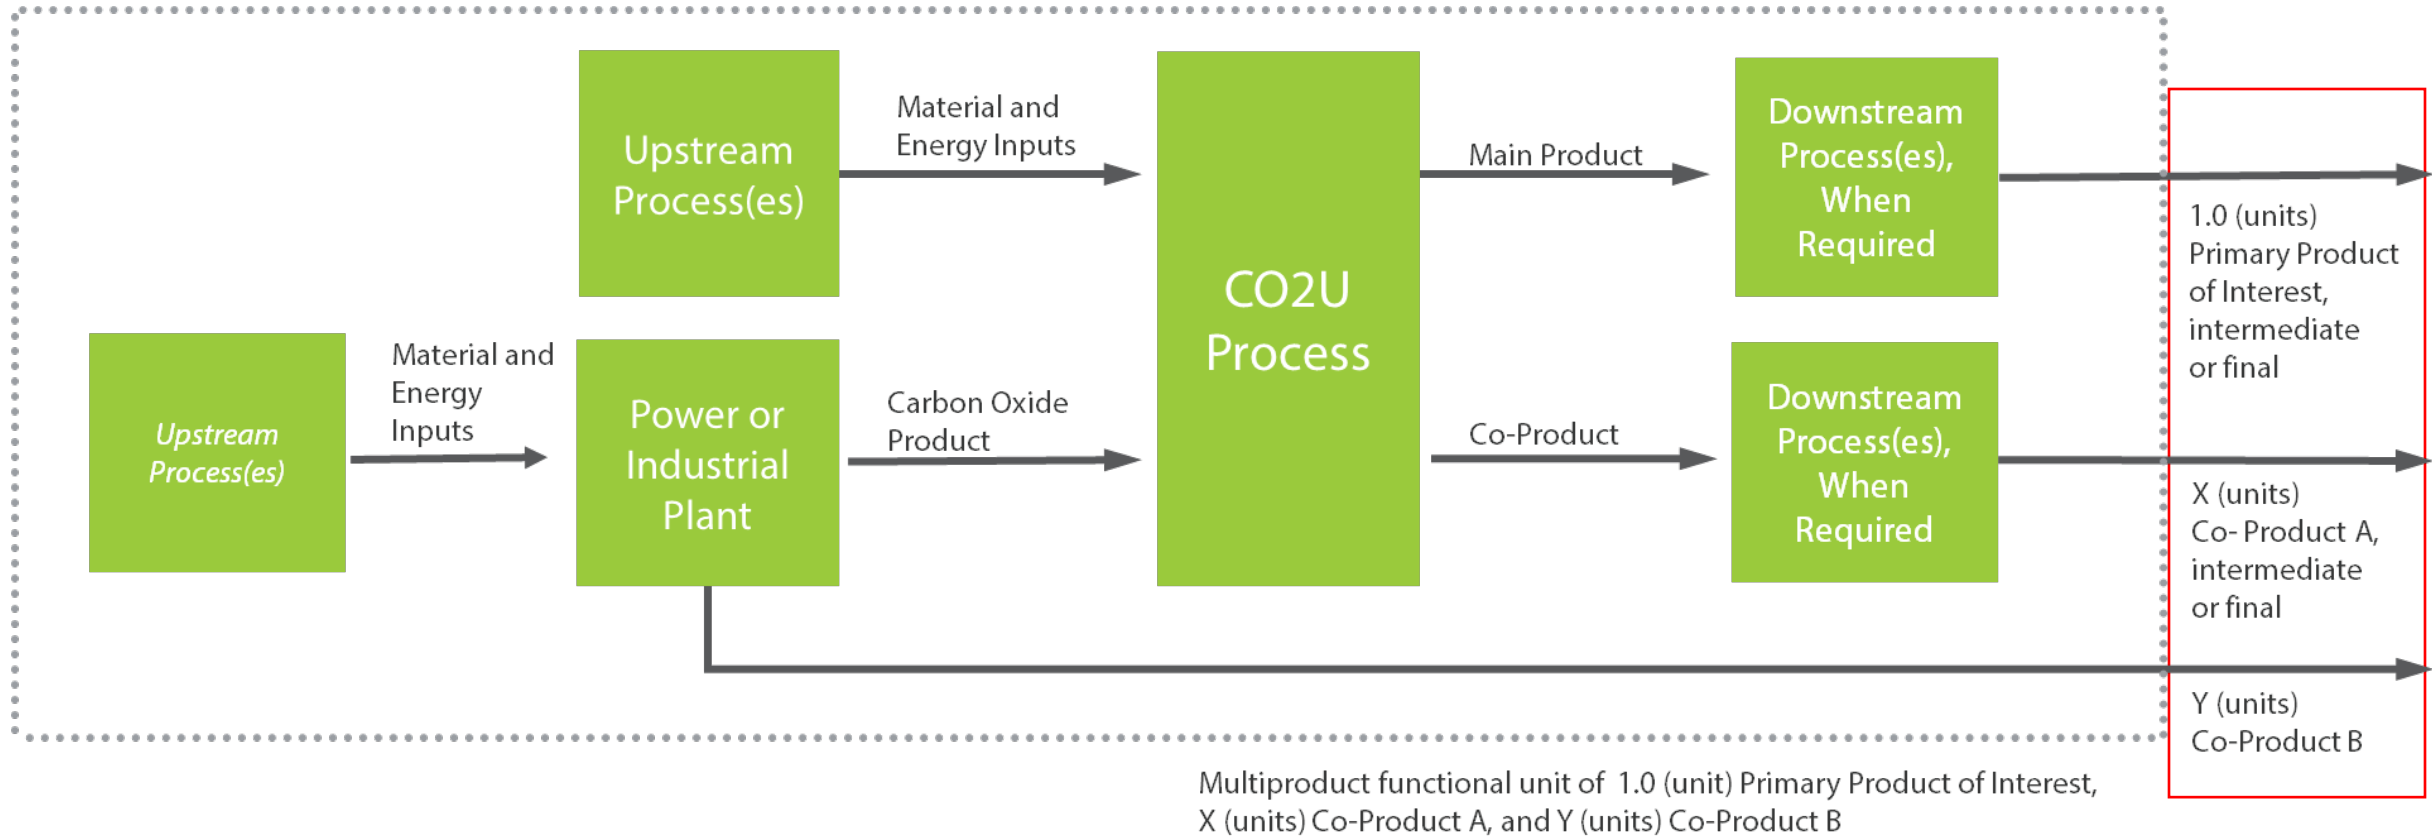 Upstream
Process(es)
Material and
Energy Inputs
CO2U
Process
Main Product
Downstream
Process(es),
When
Required
1.0 (units)
Primary Product
of Interest,
intermediate
or final
Upstream
Process(es)
Material and
Energy
Inputs
Power or
Industrial
Plant
Carbon Oxide
Product
Co-Product
Downstream
Process(es),
When
Required
X (units)
Co- Product A,
intermediate
or final
Y (units)
Co-Product B
Multiproduct functional unit of 1.0 (unit) Primary Product of Interest,
X (units) Co-Product A, and Y (units) Co-Product B